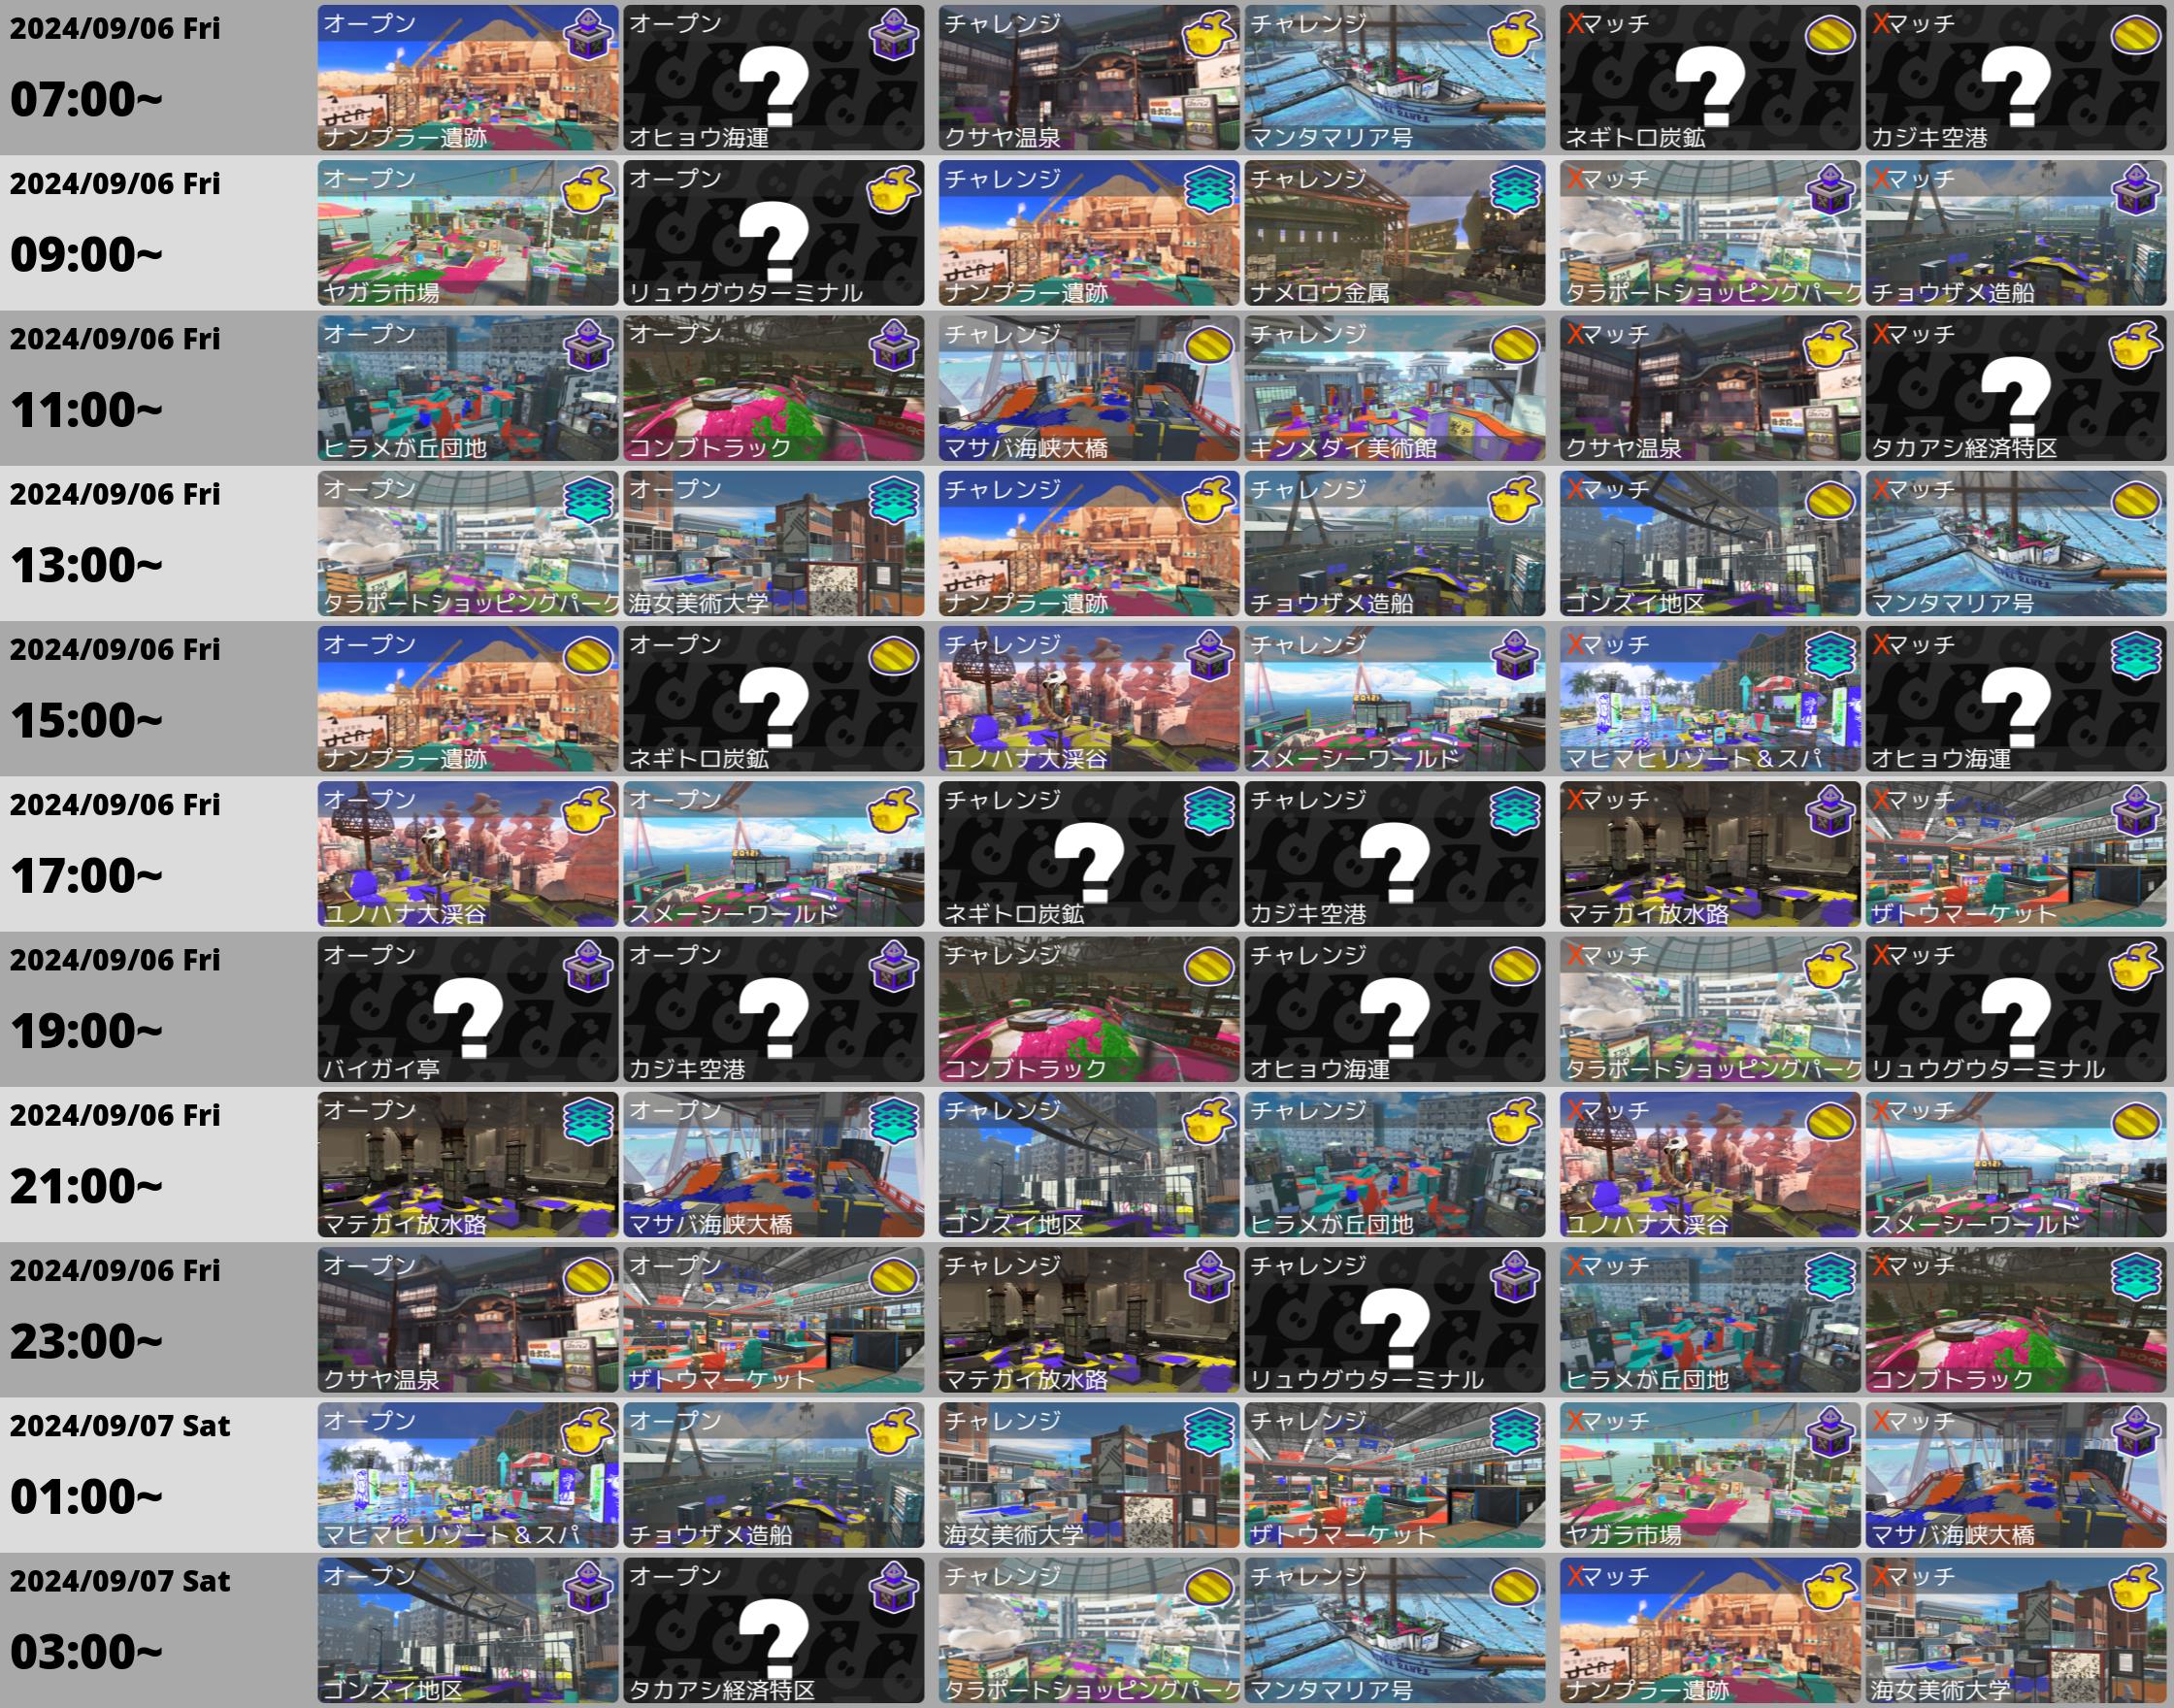 2024/09/06 Fri
07:00~
オープン
ナンプラー遺跡
オープン
オヒョウ海運
チャレンジ
クサヤ温泉
チャレンジ
マンタマリア号
Xマッチ
ネギトロ炭鉱
Xマッチ
カジキ空港
2024/09/06 Fri
09:00~
オープン
ヤガラ市場
オープン
リュウグウターミナル
チャレンジ
ナンプラー遺跡
チャレンジ
ナメロウ金属
Xマッチ
タラポートショッピングパーク
Xマッチ
チョウザメ造船
2024/09/06 Fri
11:00~
オープン
ヒラメが丘団地
オープン
コンブトラック
チャレンジ
マサバ海峡大橋
チャレンジ
キンメダイ美術館
Xマッチ
クサヤ温泉
Xマッチ
タカアシ経済特区
2024/09/06 Fri
13:00~
オープン
タラポートショッピングパーク
オープン
海女美術大学
チャレンジ
ナンプラー遺跡
チャレンジ
チョウザメ造船
Xマッチ
ゴンズイ地区
Xマッチ
マンタマリア号
2024/09/06 Fri
15:00~
オープン
ナンプラー遺跡
オープン
ネギトロ炭鉱
チャレンジ
ユノハナ大渓谷
チャレンジ
スメーシーワールド
Xマッチ
マヒマヒリゾート＆スパ
Xマッチ
オヒョウ海運
2024/09/06 Fri
17:00~
オープン
ユノハナ大渓谷
オープン
スメーシーワールド
チャレンジ
ネギトロ炭鉱
チャレンジ
カジキ空港
Xマッチ
マテガイ放水路
Xマッチ
ザトウマーケット
2024/09/06 Fri
19:00~
オープン
バイガイ亭
オープン
カジキ空港
チャレンジ
コンブトラック
チャレンジ
オヒョウ海運
Xマッチ
タラポートショッピングパーク
Xマッチ
リュウグウターミナル
2024/09/06 Fri
21:00~
オープン
マテガイ放水路
オープン
マサバ海峡大橋
チャレンジ
ゴンズイ地区
チャレンジ
ヒラメが丘団地
Xマッチ
ユノハナ大渓谷
Xマッチ
スメーシーワールド
2024/09/06 Fri
23:00~
オープン
クサヤ温泉
オープン
ザトウマーケット
チャレンジ
マテガイ放水路
チャレンジ
リュウグウターミナル
Xマッチ
ヒラメが丘団地
Xマッチ
コンブトラック
2024/09/07 Sat
01:00~
オープン
マヒマヒリゾート＆スパ
オープン
チョウザメ造船
チャレンジ
海女美術大学
チャレンジ
ザトウマーケット
Xマッチ
ヤガラ市場
Xマッチ
マサバ海峡大橋
2024/09/07 Sat
03:00~
オープン
ゴンズイ地区
オープン
タカアシ経済特区
チャレンジ
タラポートショッピングパーク
チャレンジ
マンタマリア号
Xマッチ
ナンプラー遺跡
Xマッチ
海女美術大学